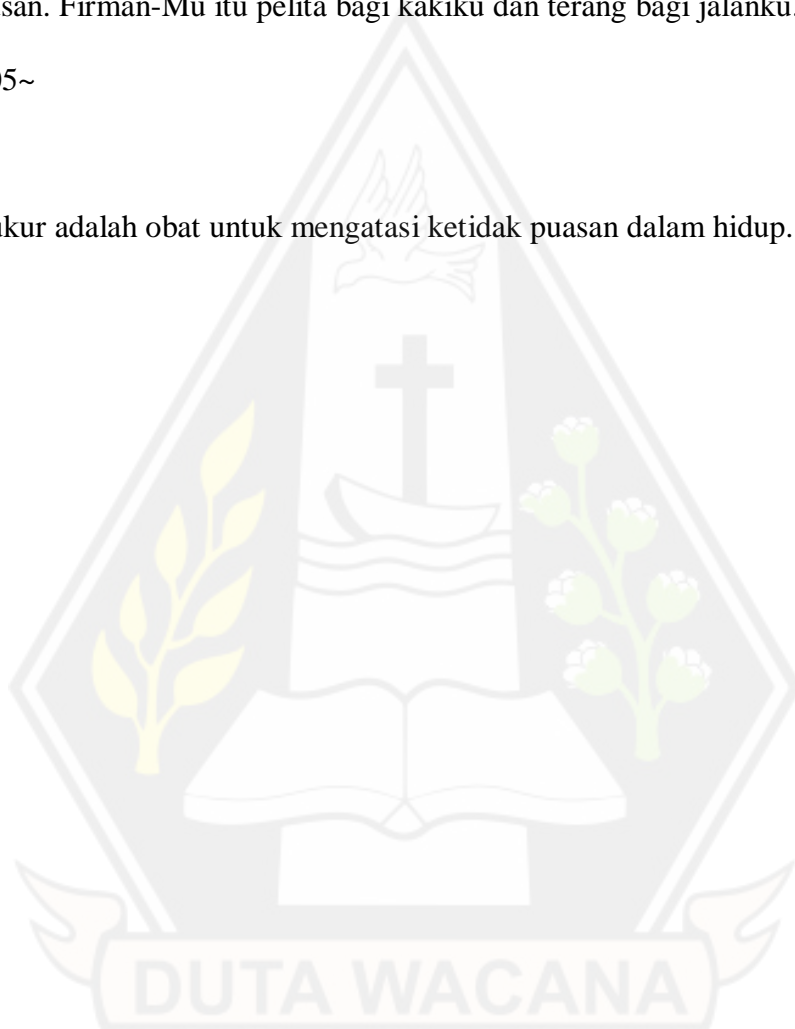 san. Firman-Mu itu pelita bagi kakiku dan terang bagi jalanku.
05~
ukur adalah obat untuk mengatasi ketidak puasan dalam hidup.
DUTA WACANA